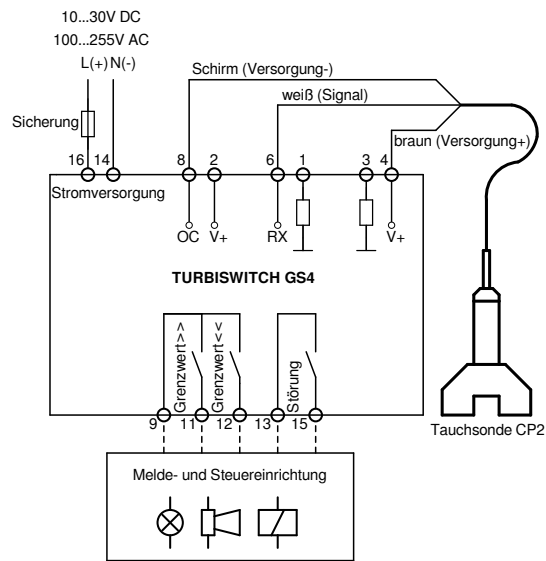 10...30V DC
100...255V AC
L(+) N(-)
Schirm (Versorgung-)
weiß (Signal)
Sicherung
braun (Versorgung+)
16 14 8 2 6 1 3 4
Stromversorgung
OC V+ RX V+
TURBISWITCH GS4
Grenzwert>>
Grenzwert<<
Störung
9 11 12 13 15
Tauchsonde CP2
Melde- und Steuereinrichtung